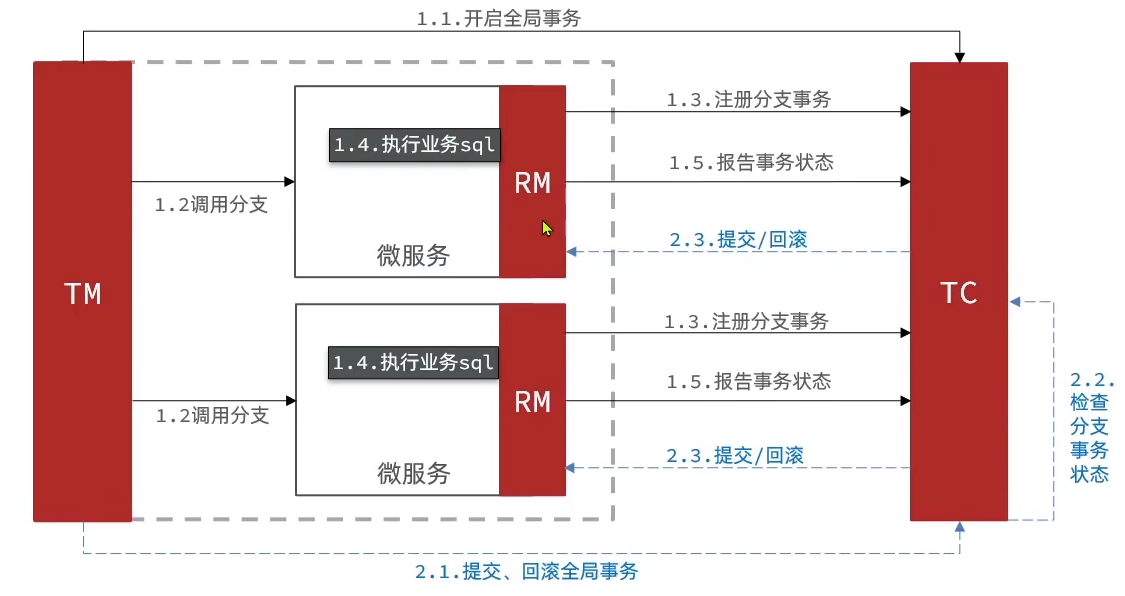 1.1.开启全局事务
TM
1.2调用分支
1.4.执行业务sql
微服务
RM
1.3.注册分支事务
1.5.报告事务状态
2.3.提交/回滚
1.2调用分支
1.4.执行业务sql
微服务
RM
1.3.注册分支事务
1.5.报告事务状态
2.3.提交/回滚
TC
2.2.
检查
分支
事务
状态
2.1.提交、回滚全局事务